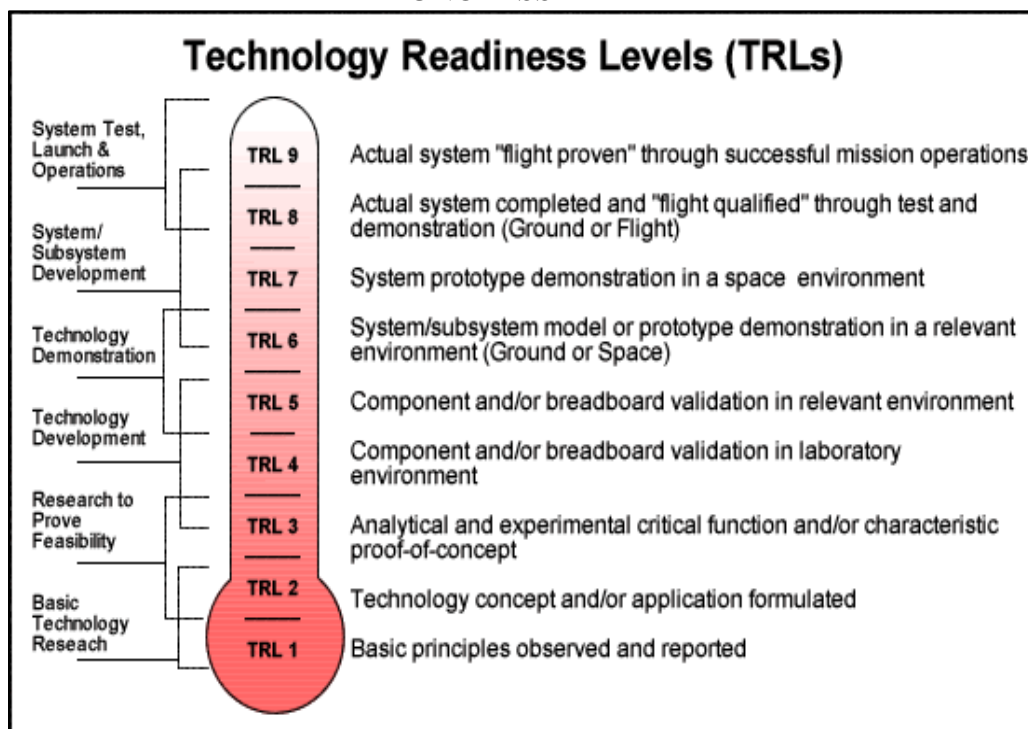 Technology Readiness Levels (TRLs)
System Test,
Launch &
Operations
System/
Subsystem
Development
Technology
Demonstration
Technology
Development
Research to
Prove
Feasibility
Basic
Technology
Reseach
TRL 9
TRL 8
TRL 7
TRL 6
TRL 5
TRL 4
TRL 3
TRL 2
TRL 1
Actual system "flight proven" through successful mission operations
Actual system completed and "flight qualified" through test and
demonstration (Ground or Flight)
System prototype demonstration in a space environment
System/subsystem model or prototype demonstration in a relevant
environment (Ground or Space)
Component and/or breadboard validation in relevant environment
Component and/or breadboard validation in laboratory
environment
Analytical and experimental critical function and/or characteristic
proof-of-concept
Technology concept and/or application formulated
Basic principles observed and reported